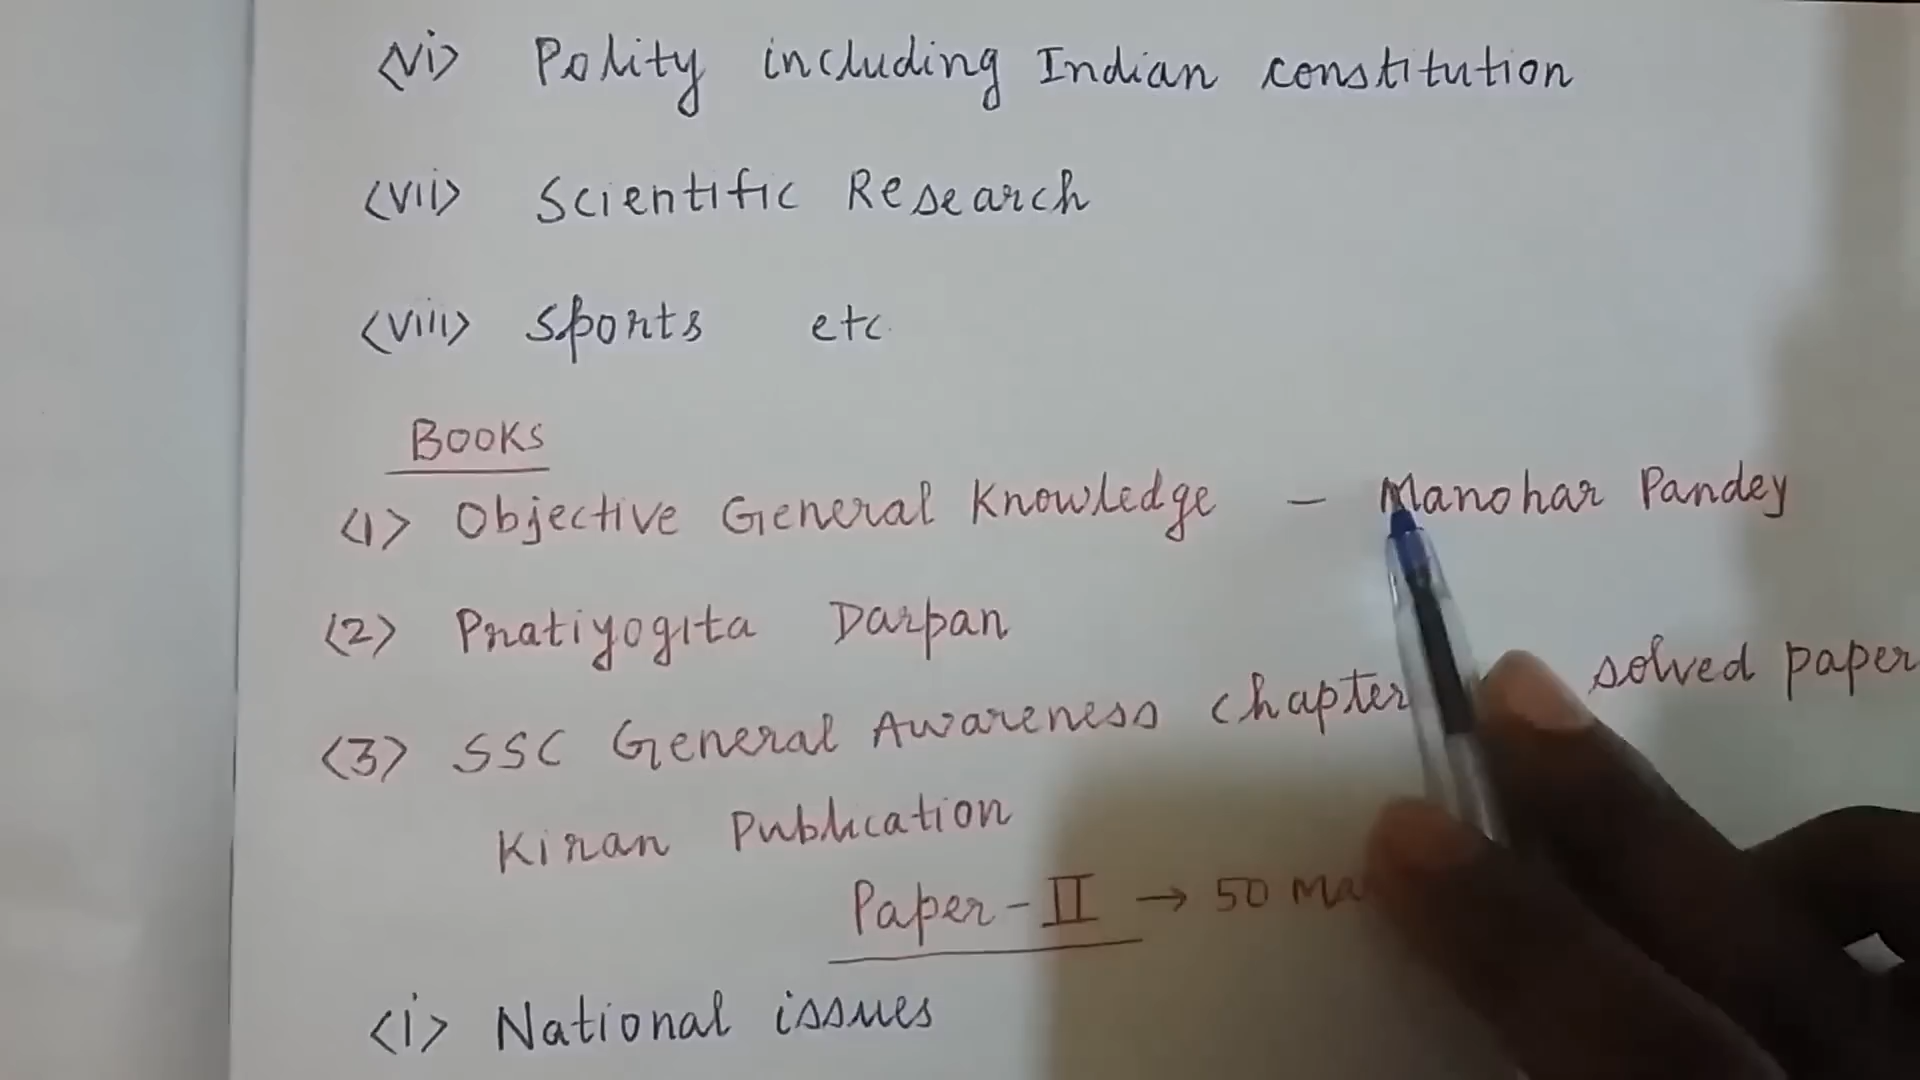 <vi> Polity including Indian constitution
<vii> Scientific Research
<viii> Sports etc.
BOOKS
<1> Objective General Knowledge - Manohar Pandey
<2> Pratiyogita Darpan
<3> SSC General Awareness chapter solved paper
Kiran Publication
Paper-II → 50
<i> National issues